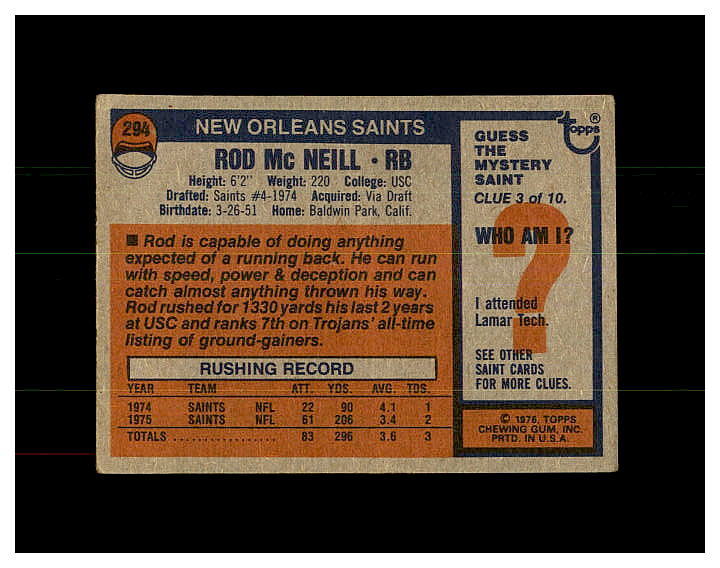 294
NEW ORLEANS SAINTS
ROD Mc NEILL • RB
Height: 6'2" Weight: 220 College: USC
Drafted: Saints #4-1974 Acquired: Via Draft
Birthdate: 3-26-51 Home: Baldwin Park, Calif.
■ Rod is capable of doing anything
expected of a running back. He can run
with speed, power & deception and can
catch almost anything thrown his way.
Rod rushed for 1330 yards his last 2 years
at USC and ranks 7th on Trojans' all-time
listing of ground-gainers.
RUSHING RECORD
YEAR TEAM ATT. YDS. AVG. TDS.
1974 SAINTS NFL 22 90 4.1 1
1975 SAINTS NFL 61 206 3.4 2
TOTALS .................. 83 296 3.6 3
topps ®
GUESS
THE
MYSTERY
SAINT
CLUE 3 of 10.
?
WHO AM I?
I attended
Lamar Tech.
SEE OTHER
SAINT CARDS
FOR MORE CLUES.
© 1976, TOPPS
CHEWING GUM, INC.
PRTD. IN U.S.A.